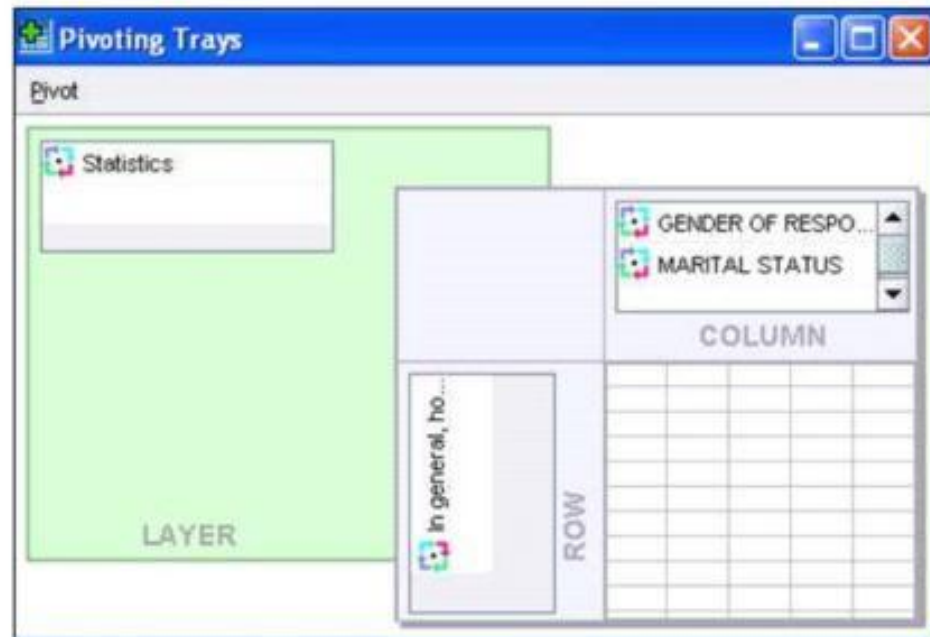 Pivoting Trays
Pivot
Statistics
GENDER OF RESPO...
MARITAL STATUS
COLUMN
In general, ho...
ROW
LAYER